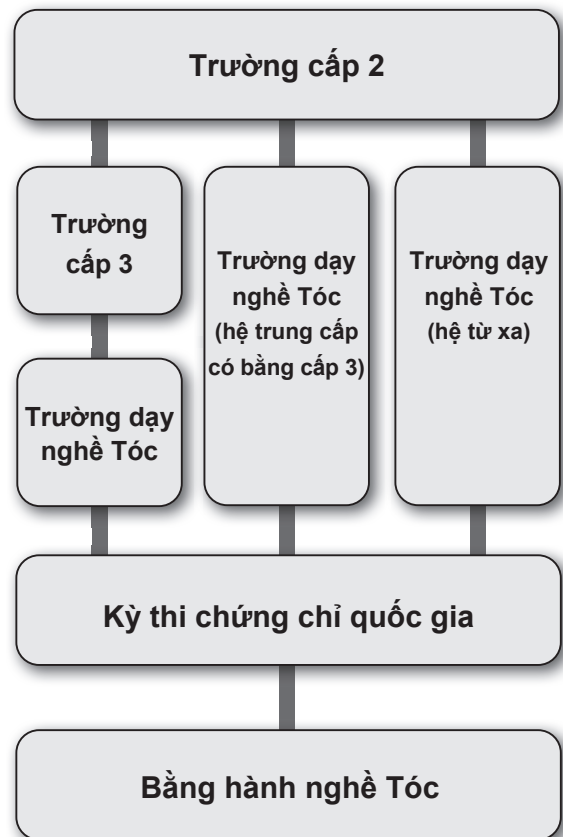 Trường cấp 2
Trường
cấp 3
Trường dạy
nghề Tóc
Trường dạy
nghề Tóc
(hệ trung cấp
có bằng cấp 3)
Trường dạy
nghề Tóc
(hệ từ xa)
Kỳ thi chứng chỉ quốc gia
Bằng hành nghề Tóc